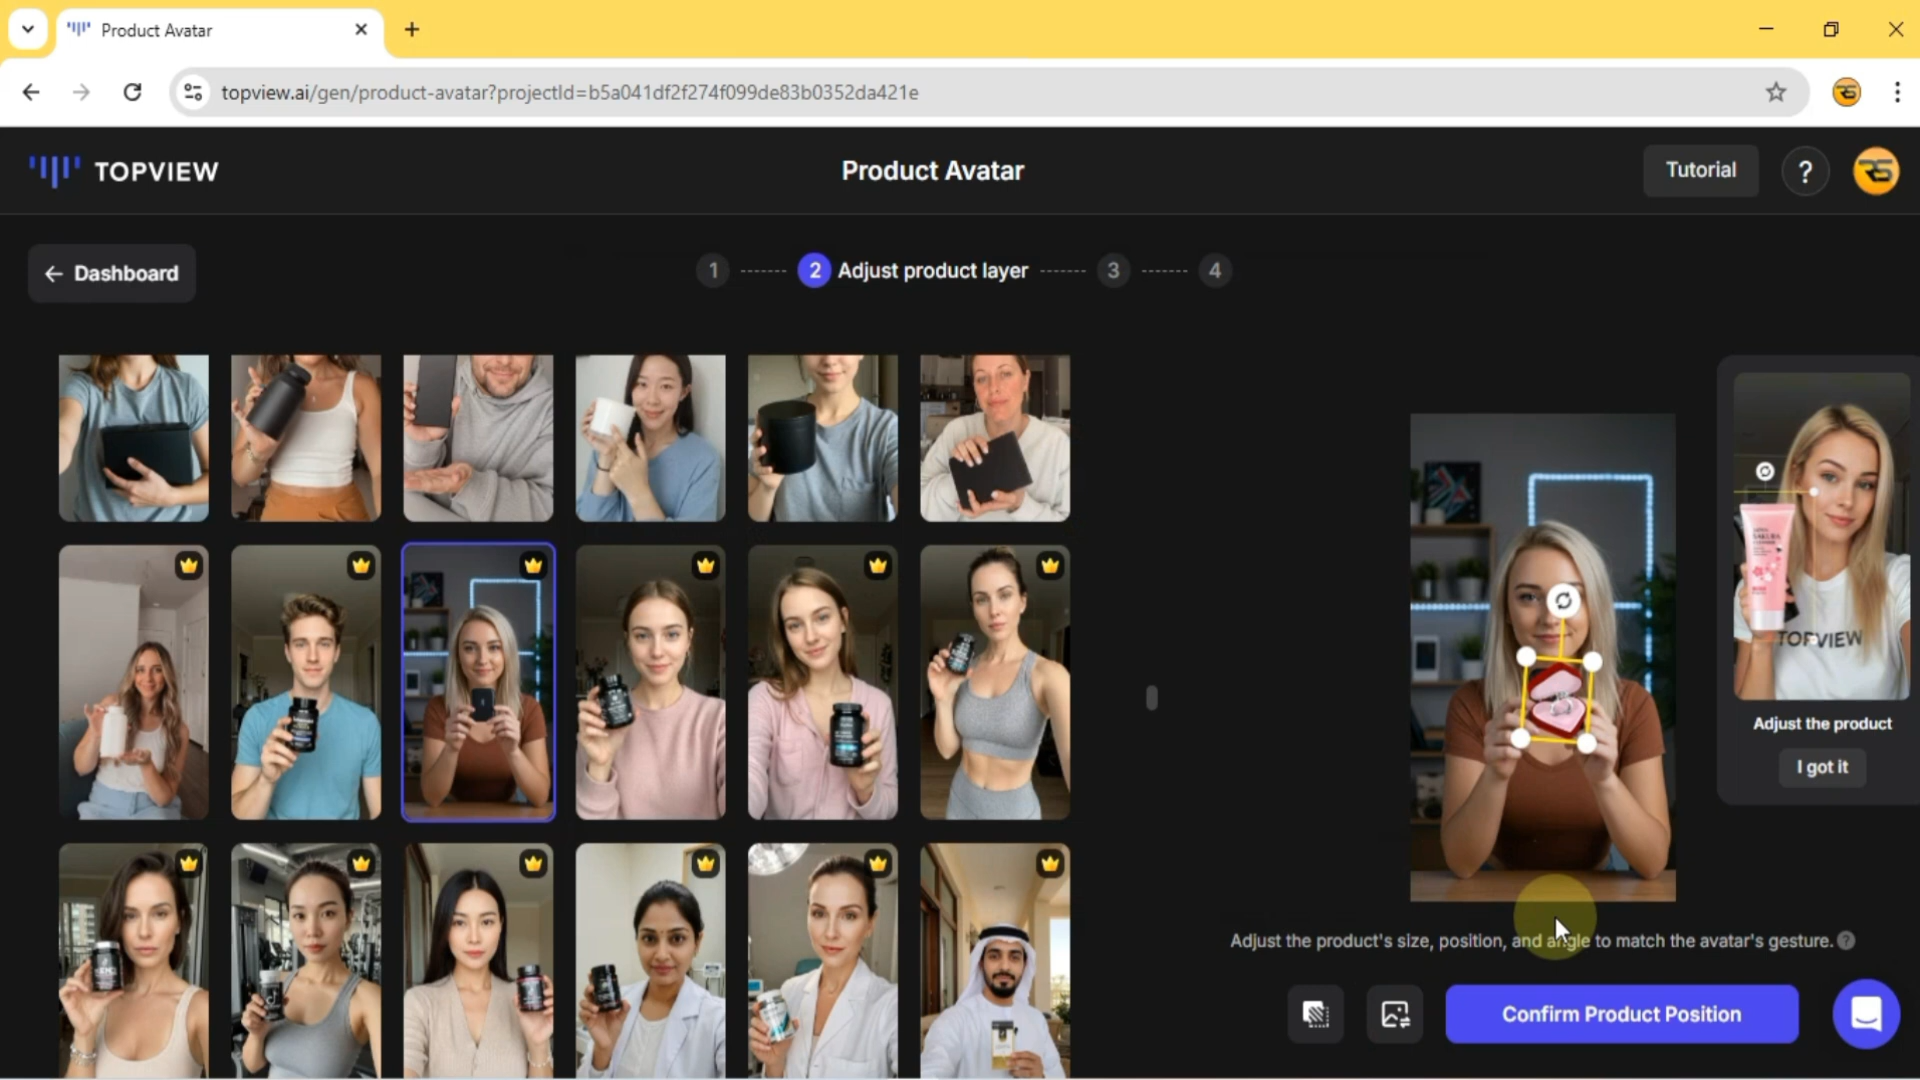 Product Avatar
topview.ai/gen/product-avatar?projectId=b5a041df2f274f099de83b0352da421e
TOPVIEW
Product Avatar
Tutorial
?
Dashboard
1
2 Adjust product layer
3
4
TOPVIEW
Adjust the product
I got it
Adjust the product's size, position, and angle to match the avatar's gesture.
Confirm Product Position